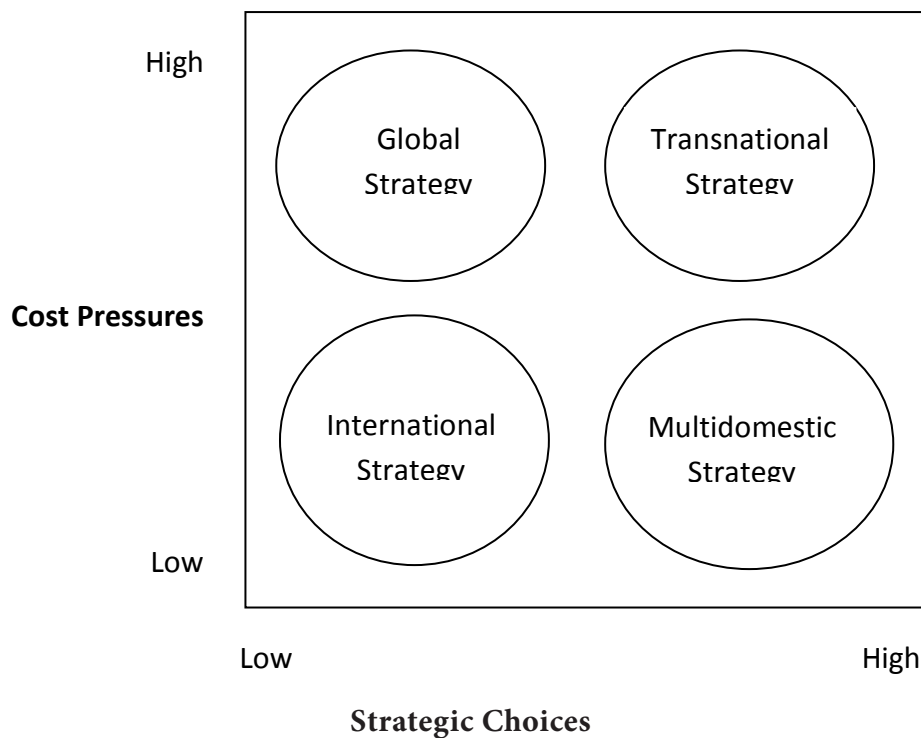 High
Global
Strategy
Transnational
Strategy
Cost Pressures
International
Strategy
Multidomestic
Strategy
Low
Low
High
Strategic Choices